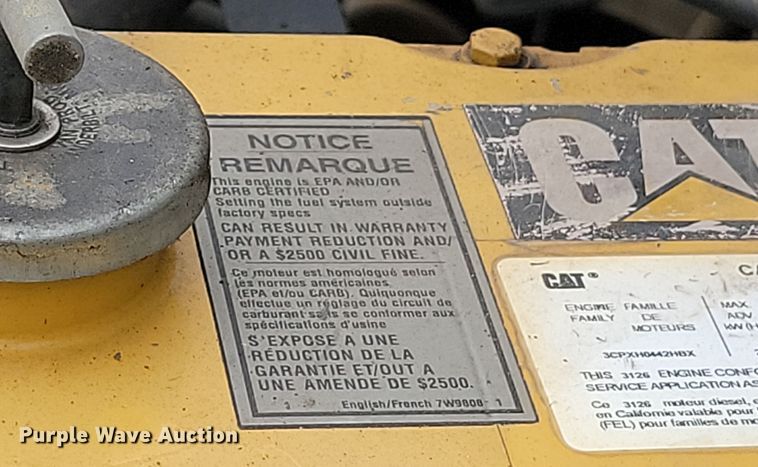 NOTICE
REMARQUE
This engine is EPA AND/OR
CARB CERTIFIED
Setting the fuel system outside
factory specs
CAN RESULT IN WARRANTY
PAYMENT REDUCTION AND/
OR A $2500 CIVIL FINE.
Ce moteur est homologué selon
les normes américaines
(EPA et/ou CARB). Quiconque
effectue un réglage du circuit de
carburant sans se conformer aux
spécifications d'usine
S'EXPOSE A UNE
RÉDUCTION DE LA
GARANTIE ET/OUT A
UNE AMENDE DE $2500.
English/French 7W9808 1
CAT
CAT®
ENGINE FAMILLE
FAMILY DE
MOTEURS
MAX.
ADV
kW (H
3CPXH0442HBX
THIS 3126 ENGINE CONFO
SERVICE APPLICATION AS
Ce 3126 moteur diesel, e
en Californie valable pour
(FEL) pour familles de mo
Purple Wave Auction